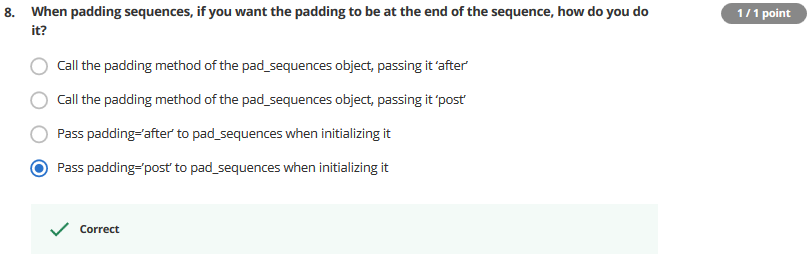 8. When padding sequences, if you want the padding to be at the end of the sequence, how do you do
it?
1 / 1 point
Call the padding method of the pad_sequences object, passing it ‘after’
Call the padding method of the pad_sequences object, passing it ‘post’
Pass padding=‘after’ to pad_sequences when initializing it
Pass padding=‘post’ to pad_sequences when initializing it
Correct